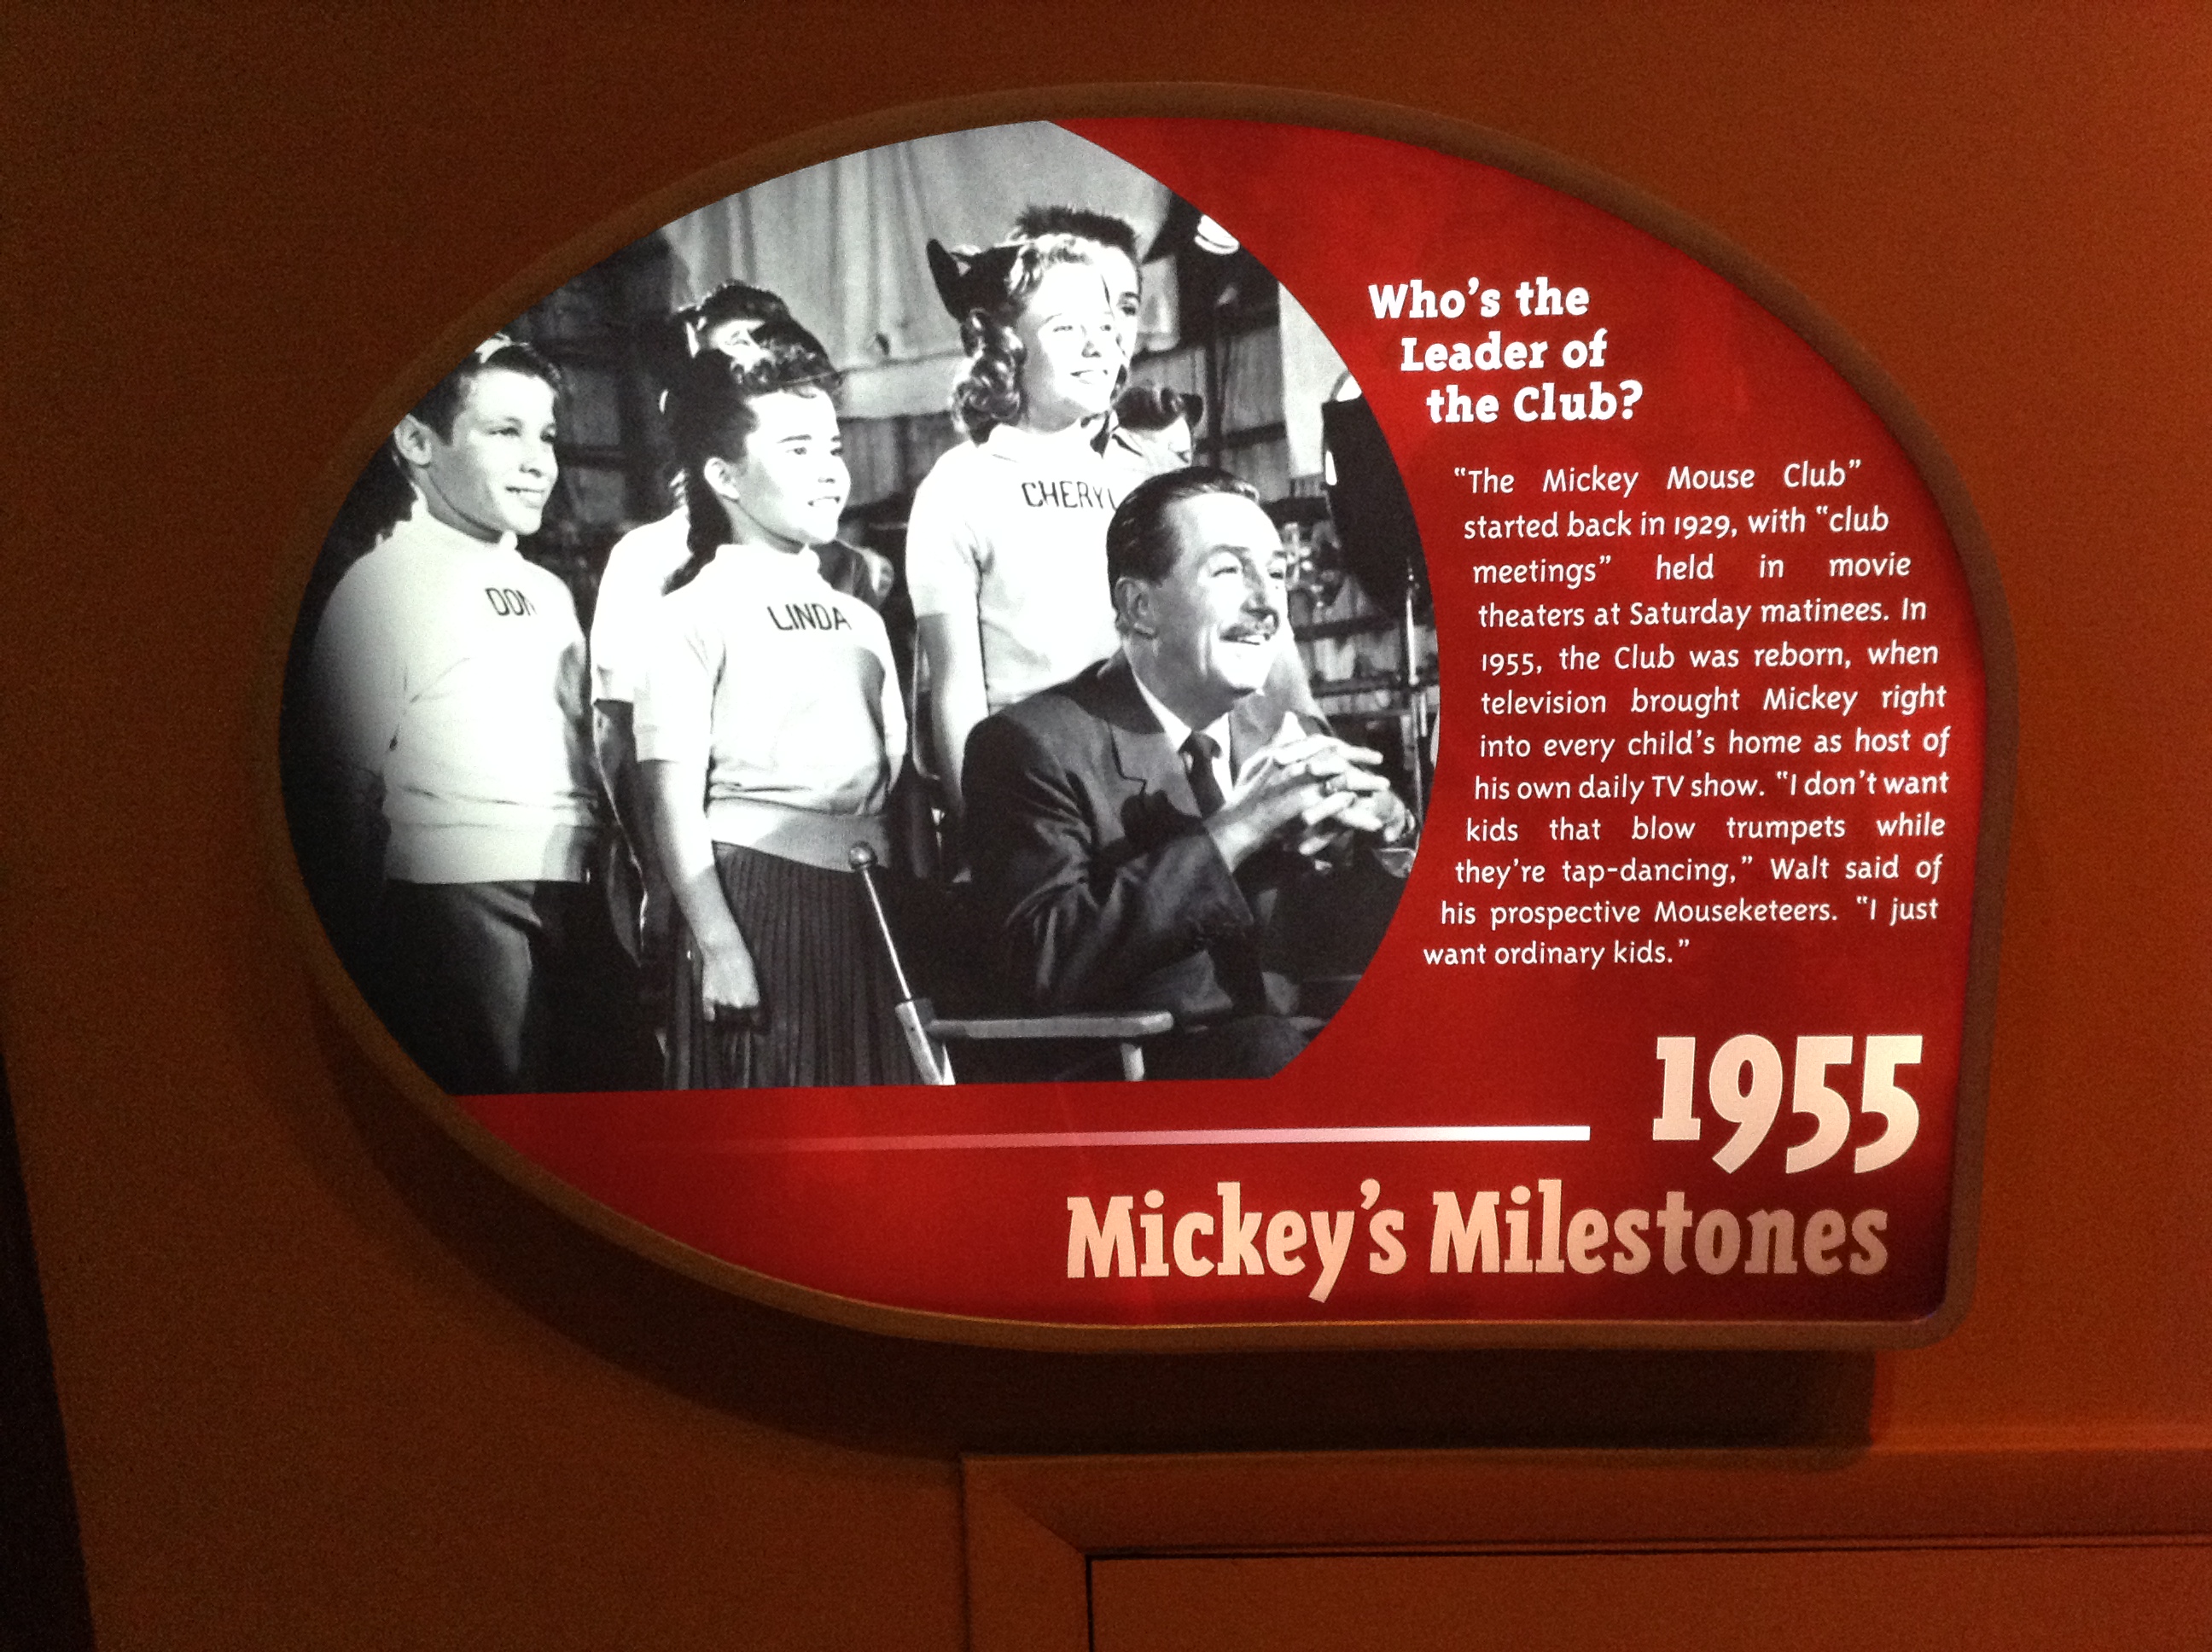 DON
LINDA
CHERYL
Who's the
Leader of
the Club?
"The Mickey Mouse Club"
started back in 1929, with "club
meetings" held in movie
theaters at Saturday matinees. In
1955, the Club was reborn, when
television brought Mickey right
into every child's home as host of
his own daily TV show. "I don't want
kids that blow trumpets while
they're tap-dancing," Walt said of
his prospective Mouseketeers. "I just
want ordinary kids."
1955
Mickey's Milestones